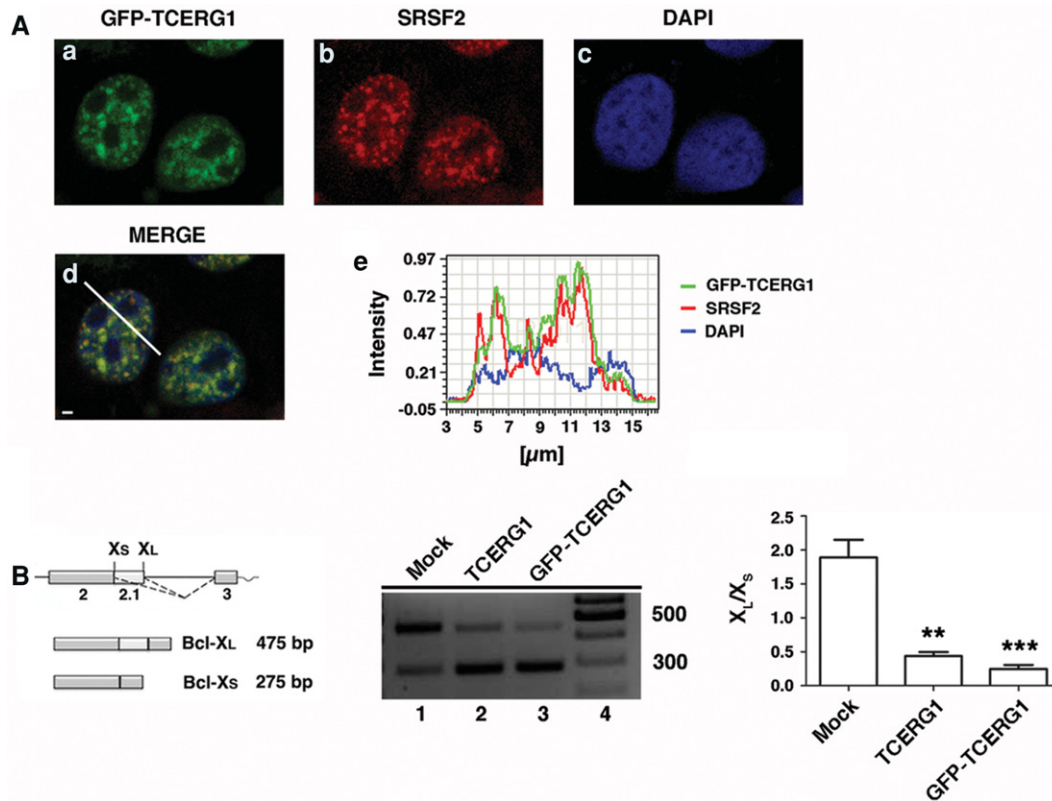 A
GFP-TCERG1
SRSF2
DAPI
a
b
c
MERGE
d
e
0.97
0.72
0.47
0.21
-0.05
Intensity
3 5 7 9 11 13 15
[µm]
GFP-TCERG1
SRSF2
DAPI
B
XS XL
2 2.1 3
Bcl-XL 475 bp
Bcl-XS 275 bp
Mock TCERG1 GFP-TCERG1
500
300
1 2 3 4
2.5
2.0
1.5
1.0
0.5
0.0
XL/XS
**
***
Mock
TCERG1
GFP-TCERG1